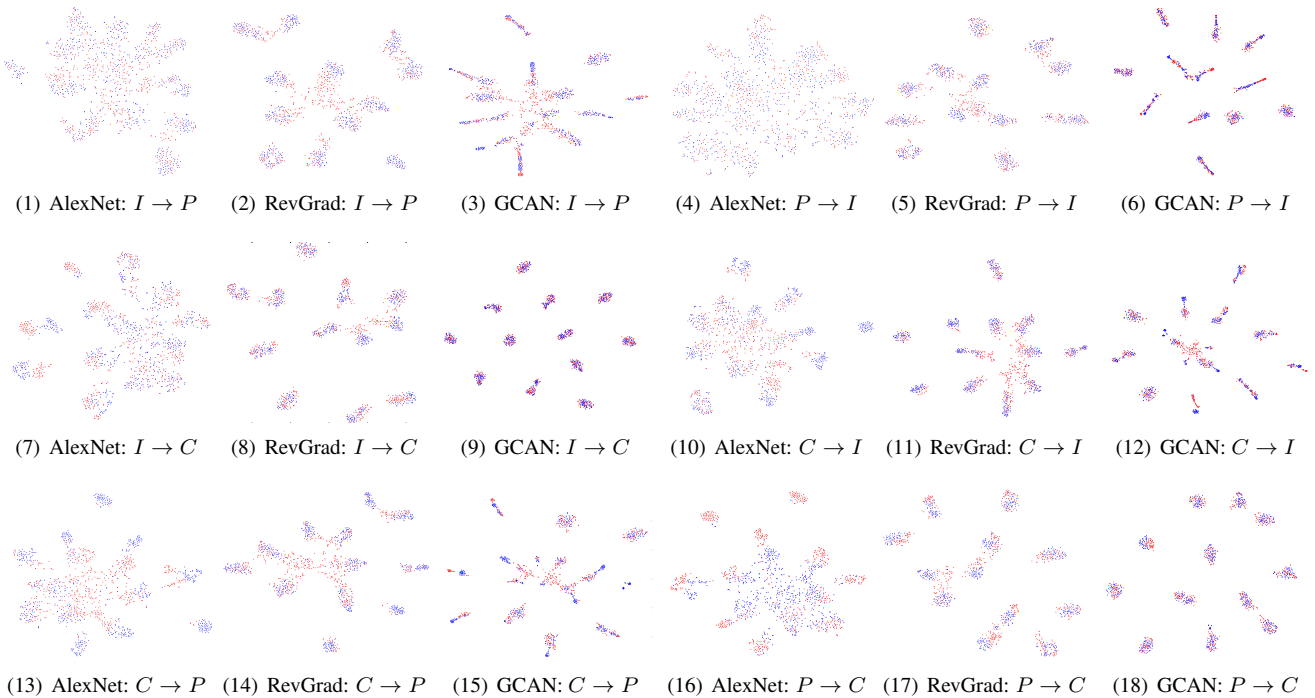 (1) AlexNet: I → P (2) RevGrad: I → P (3) GCAN: I → P (4) AlexNet: P → I (5) RevGrad: P → I (6) GCAN: P → I
(7) AlexNet: I → C (8) RevGrad: I → C (9) GCAN: I → C (10) AlexNet: C → I (11) RevGrad: C → I (12) GCAN: C → I
(13) AlexNet: C → P (14) RevGrad: C → P (15) GCAN: C → P (16) AlexNet: P → C (17) RevGrad: P → C (18) GCAN: P → C